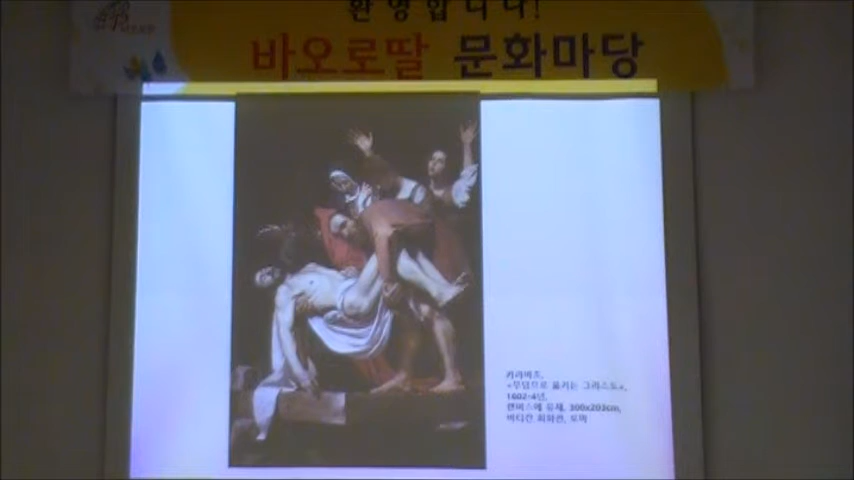 환영합니다!
바오로딸 문화마당
카라바조,
<무덤으로 옮기는 그리스도>,
1602-4년,
캔버스에 유채, 300x203cm,
바티칸 회화관, 로마